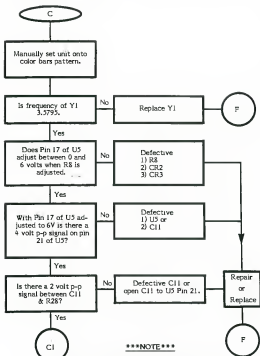 C
Manually set unit onto
color bars pattern.
Is frequency of Y1
3.5795.
No
Replace Y1
F
Yes
Does Pin 17 of U5
adjust between 0 and
6 volts when R8 is
adjusted.
No
Defective
1) R8
2) CR2
3) CR3
Yes
With Pin 17 of U5 ad-
justed to 6V is there a
4 volt p-p signal on pin
21 of U5?
No
Defective
1) U5 or
2) C11
Yes
Is there a 2 volt p-p
signal between C11
& R28?
No
Defective C11 or
open C11 to U5 Pin 21.
Repair
or
Replace
Yes
C1
***NOTE***
F